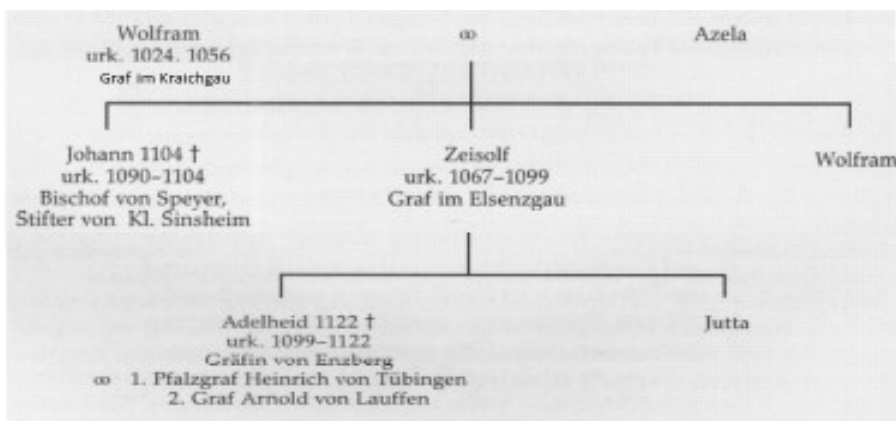 Wolfram ∞ Azela
urk. 1024. 1056
Graf im Kraichgau
Johann 1104 † Zeisolf Wolfram
urk. 1090–1104 urk. 1067–1099
Bischof von Speyer, Graf im Elsenzgau
Stifter von Kl. Sinsheim
Adelheid 1122 † Jutta
urk. 1099–1122
Gräfin von Enzberg
∞ 1. Pfalzgraf Heinrich von Tübingen
2. Graf Arnold von Lauffen